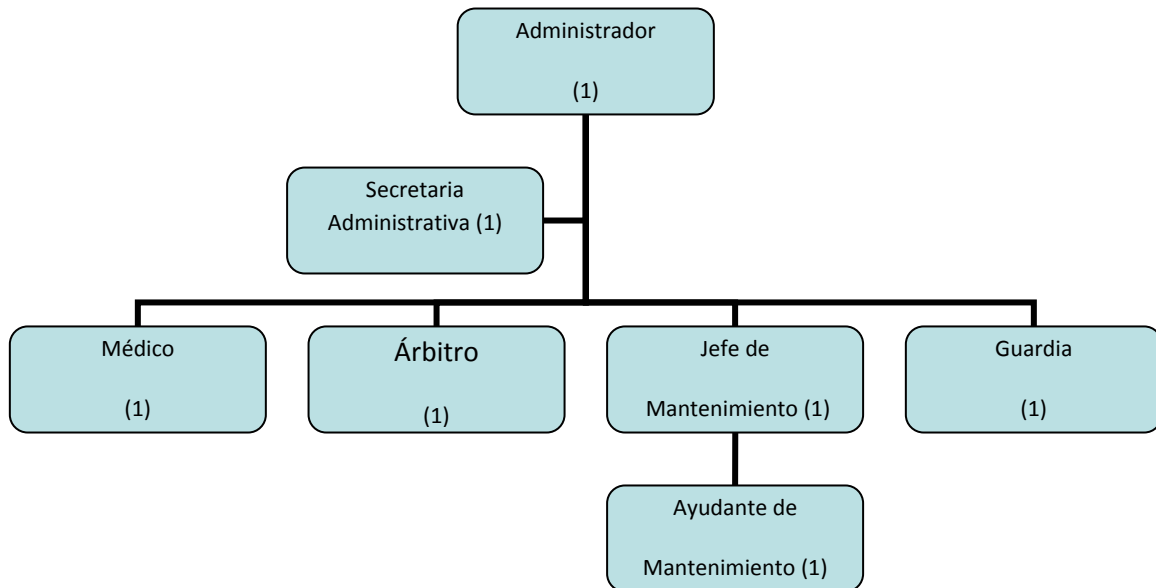 Administrador
(1)
Secretaria
Administrativa (1)
Médico
(1)
Árbitro
(1)
Jefe de
Mantenimiento (1)
Guardia
(1)
Ayudante de
Mantenimiento (1)